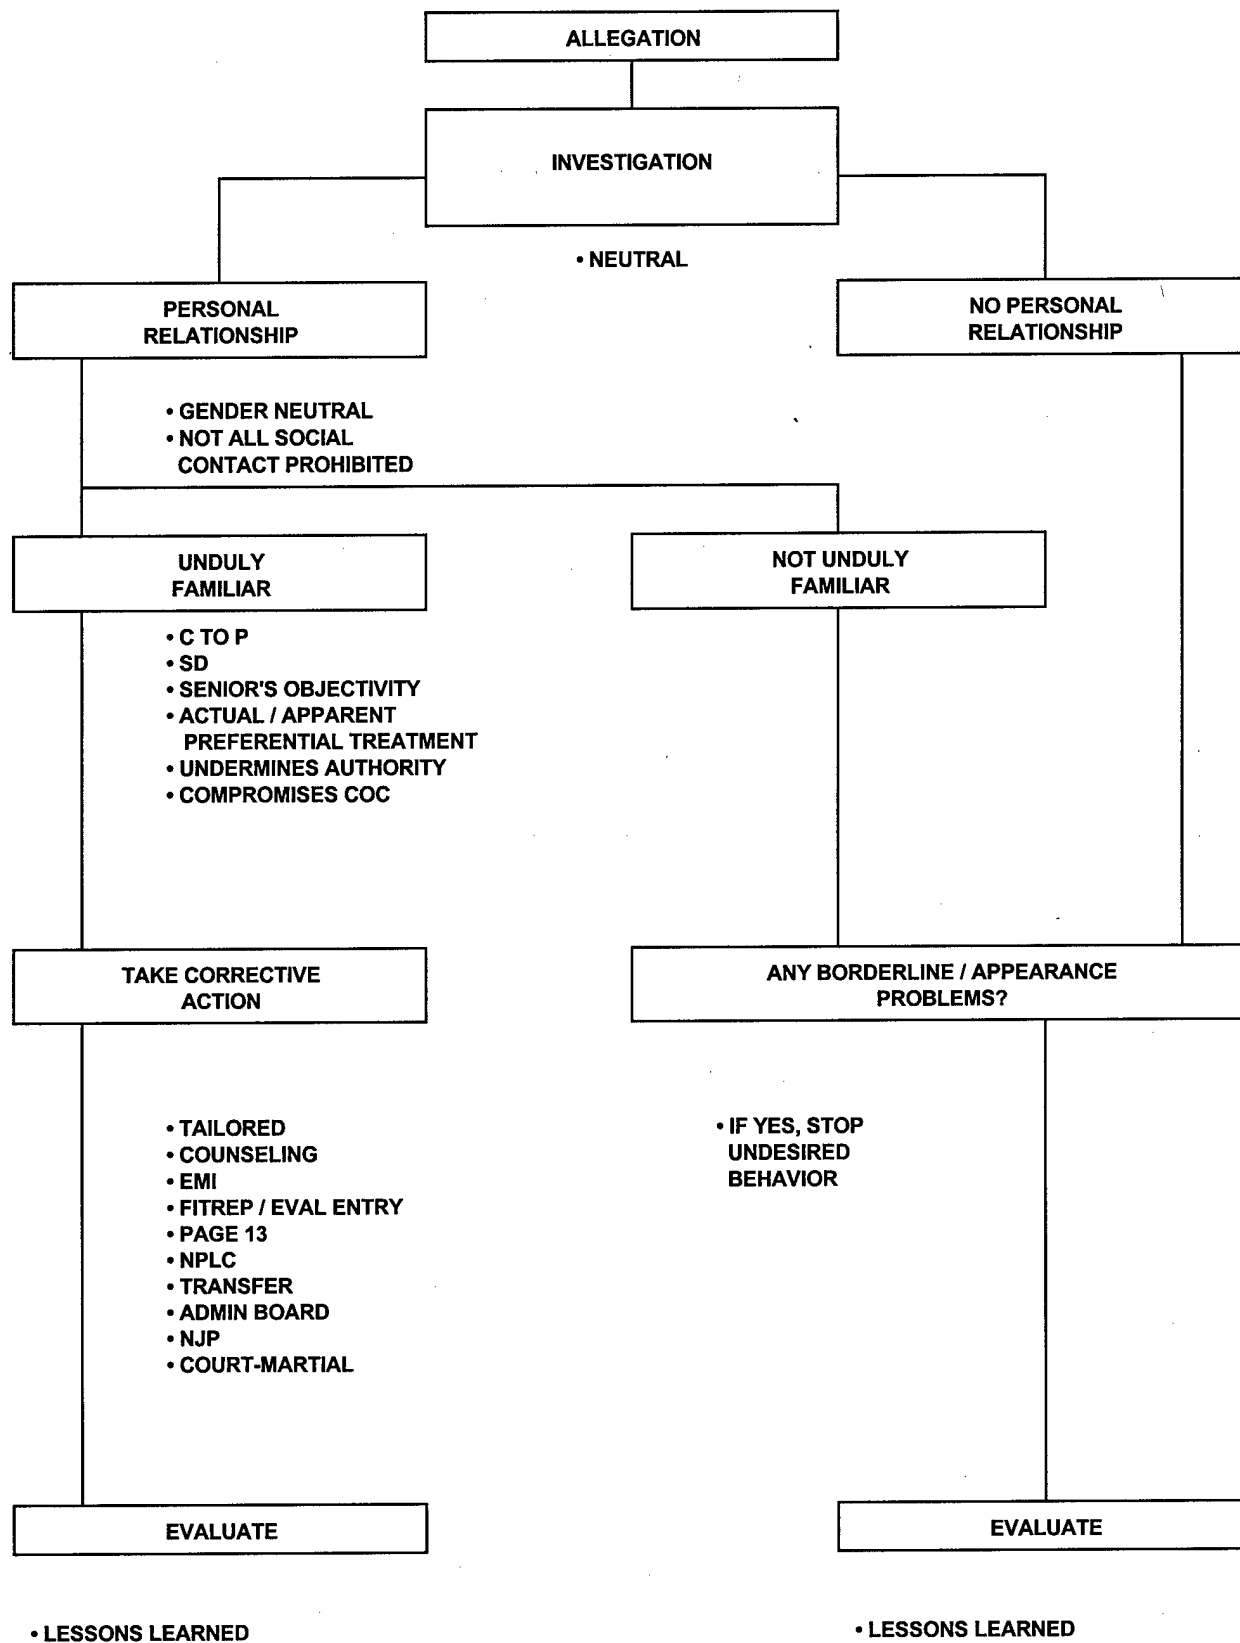 ALLEGATION
INVESTIGATION
• NEUTRAL
PERSONAL
RELATIONSHIP
NO PERSONAL
RELATIONSHIP
• GENDER NEUTRAL
• NOT ALL SOCIAL
CONTACT PROHIBITED
UNDULY
FAMILIAR
NOT UNDULY
FAMILIAR
• C TO P
• SD
• SENIOR'S OBJECTIVITY
• ACTUAL / APPARENT
PREFERENTIAL TREATMENT
• UNDERMINES AUTHORITY
• COMPROMISES COC
TAKE CORRECTIVE
ACTION
ANY BORDERLINE / APPEARANCE
PROBLEMS?
• TAILORED
• COUNSELING
• EMI
• FITREP / EVAL ENTRY
• PAGE 13
• NPLC
• TRANSFER
• ADMIN BOARD
• NJP
• COURT-MARTIAL
• IF YES, STOP
UNDESIRED
BEHAVIOR
EVALUATE
EVALUATE
• LESSONS LEARNED
• LESSONS LEARNED